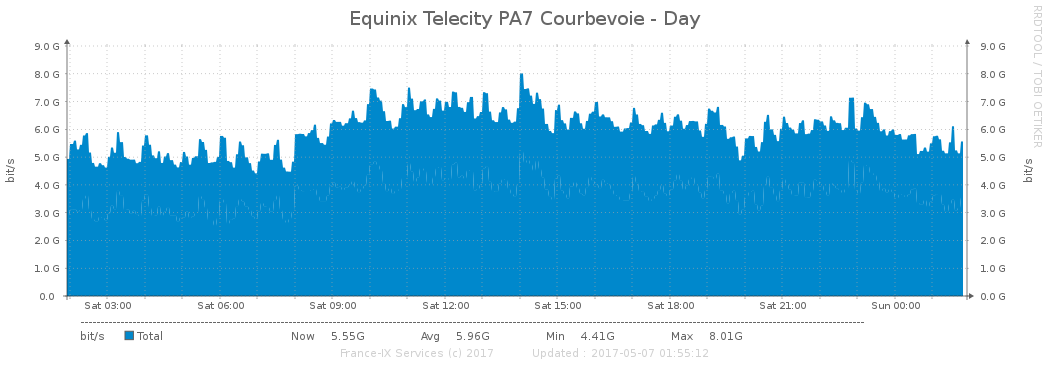 Equinix Telecity PA7 Courbevoie - Day
RRDTOOL / TOBI OETIKER
bit/s
9.0 G 9.0 G
8.0 G 8.0 G
7.0 G 7.0 G
6.0 G 6.0 G
5.0 G 5.0 G
4.0 G 4.0 G
3.0 G 3.0 G
2.0 G 2.0 G
1.0 G 1.0 G
0.0 0.0 G
bit/s
Sat 03:00 Sat 06:00 Sat 09:00 Sat 12:00 Sat 15:00 Sat 18:00 Sat 21:00 Sun 00:00
bit/s Total Now 5.55G Avg 5.96G Min 4.41G Max 8.01G
France-IX Services (c) 2017 Updated : 2017-05-07 01:55:12